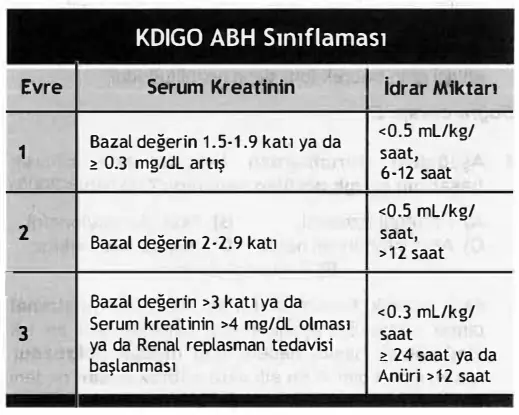 KDIGO ABH Sınıflaması
Evre Serum Kreatinin İdrar Miktarı
1
Bazal değerin 1.5-1.9 katı ya da
≥ 0.3 mg/dL artış
<0.5 mL/kg/
saat,
6-12 saat
2
Bazal değerin 2-2.9 katı
<0.5 mL/kg/
saat,
>12 saat
3
Bazal değerin >3 katı ya da
Serum kreatinin >4 mg/dL olması
ya da Renal replasman tedavisi
başlanması
<0.3 mL/kg/
saat
≥ 24 saat ya da
Anüri >12 saat